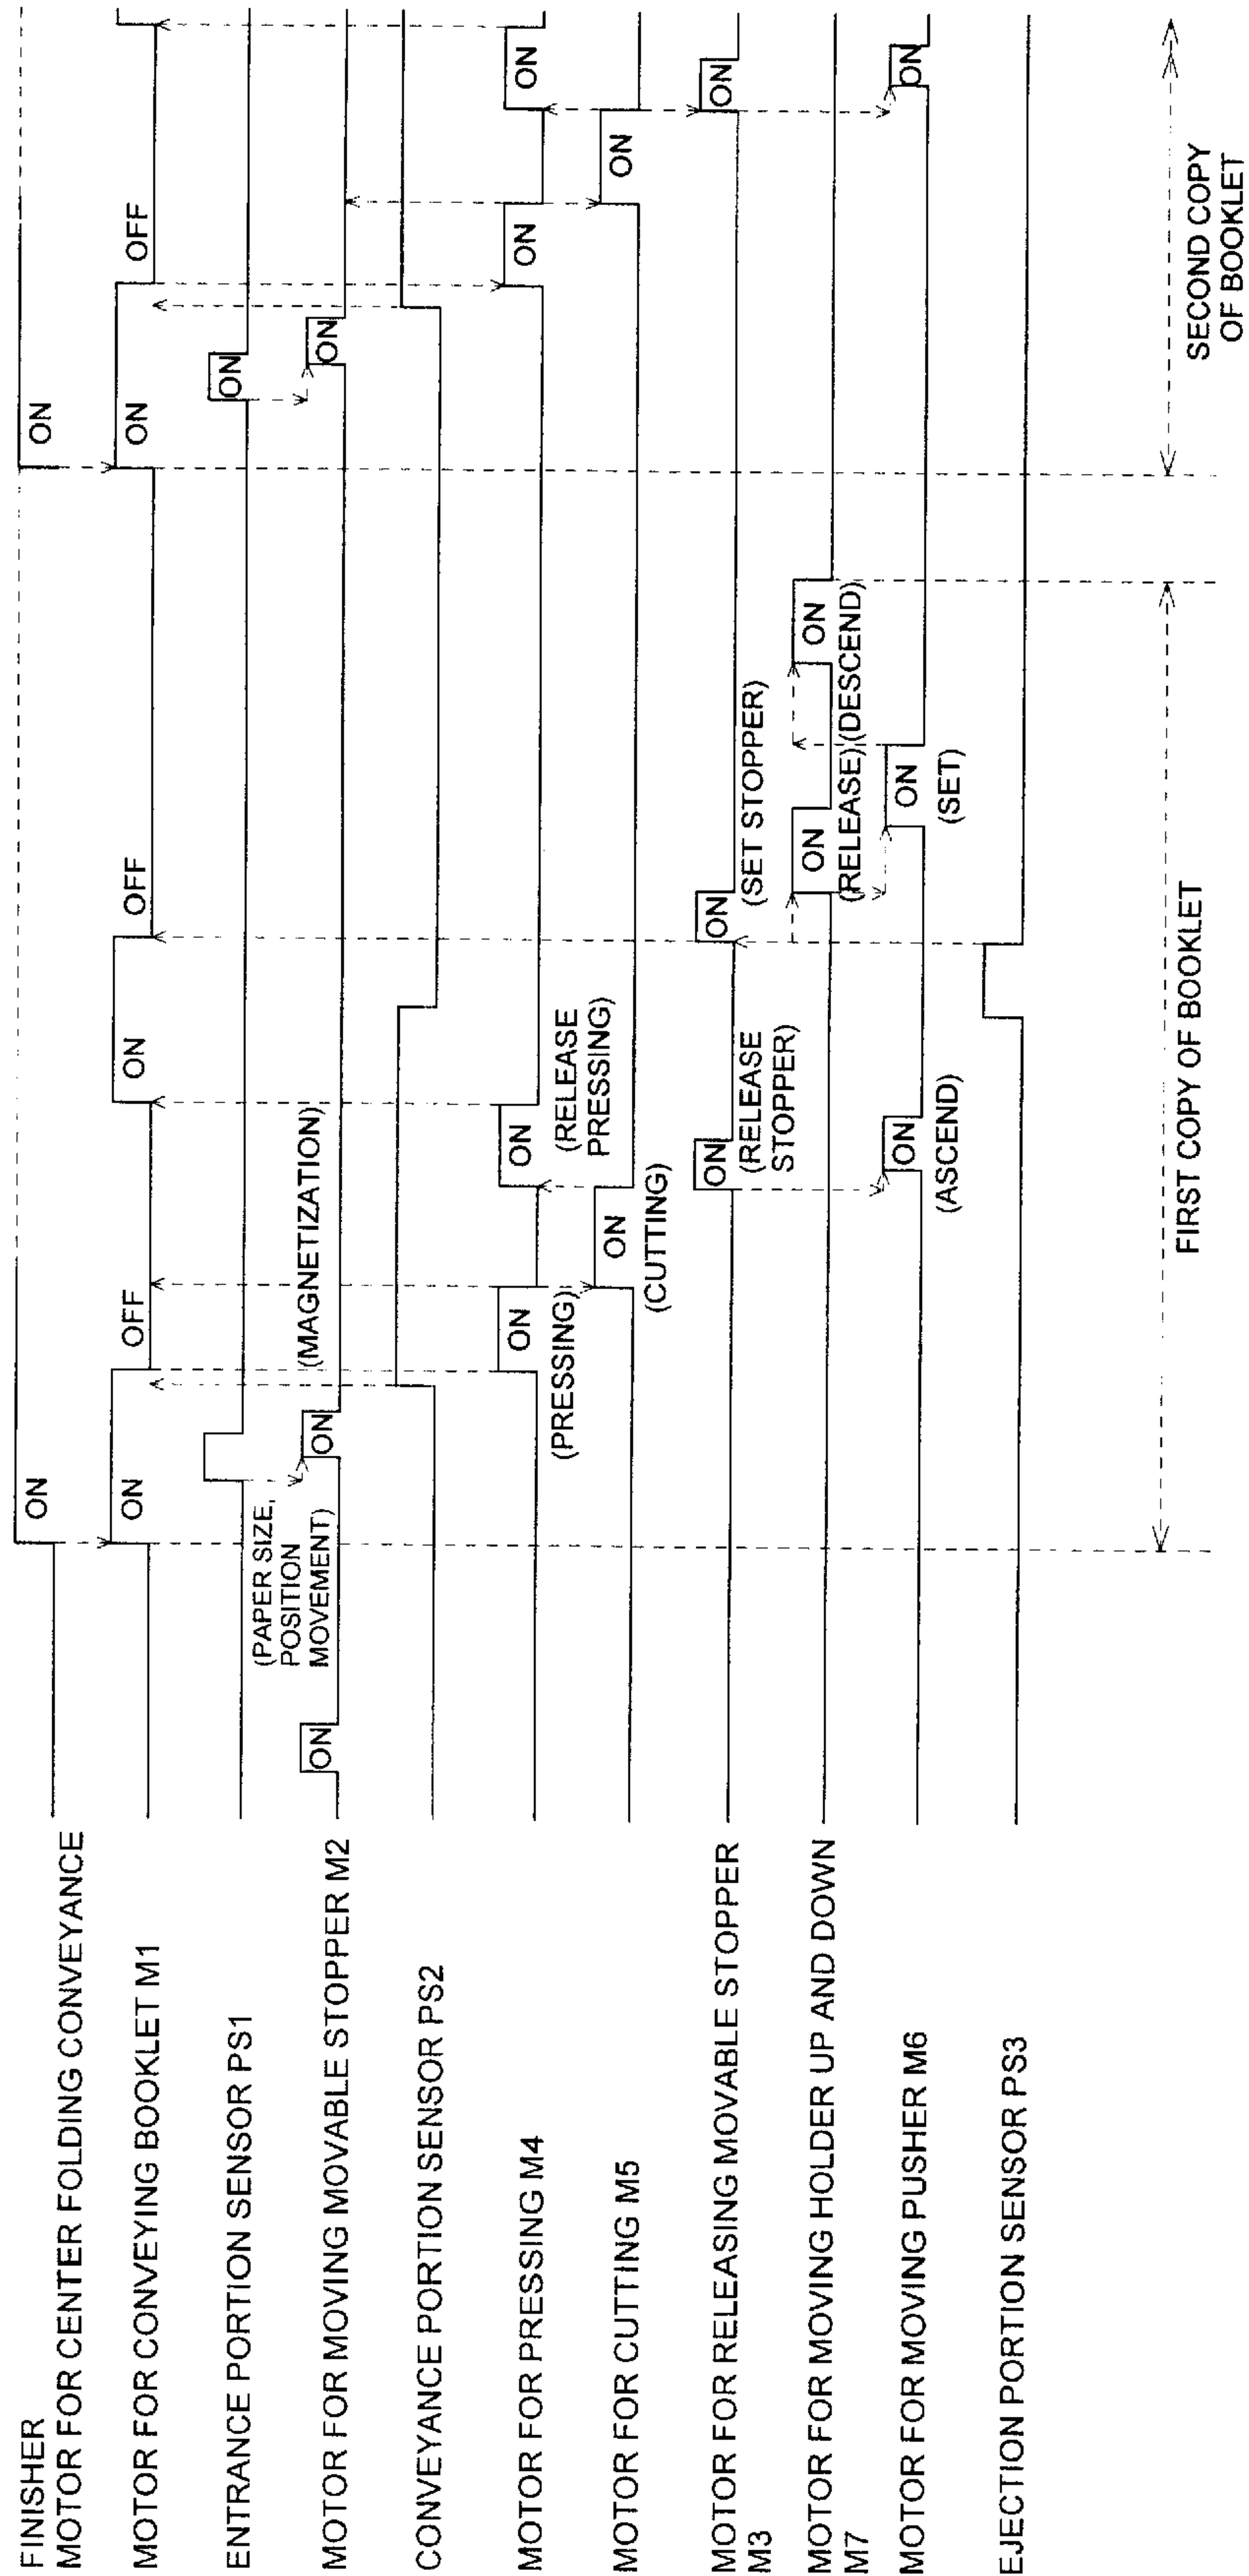 FINISHER
MOTOR FOR CENTER FOLDING CONVEYANCE
ON
ON
MOTOR FOR CONVEYING BOOKLET M1
ON
OFF
ON
OFF
ON
OFF
ENTRANCE PORTION SENSOR PS1
ON
(PAPER SIZE,
POSITION
MOVEMENT)
(MAGNETIZATION)
MOTOR FOR MOVING MOVABLE STOPPER M2
ON
ON
ON
CONVEYANCE PORTION SENSOR PS2
MOTOR FOR PRESSING M4
ON
ON
ON
ON
(PRESSING)
(RELEASE
PRESSING)
MOTOR FOR CUTTING M5
ON
ON
(CUTTING)
MOTOR FOR RELEASING MOVABLE STOPPER
M3
ON
ON
ON
(RELEASE
STOPPER)
(SET STOPPER)
MOTOR FOR MOVING HOLDER UP AND DOWN
M7
ON
ON
(RELEASE)
(DESCEND)
MOTOR FOR MOVING PUSHER M6
ON
ON
ON
(ASCEND)
(SET)
EJECTION PORTION SENSOR PS3
FIRST COPY OF BOOKLET
SECOND COPY
OF BOOKLET